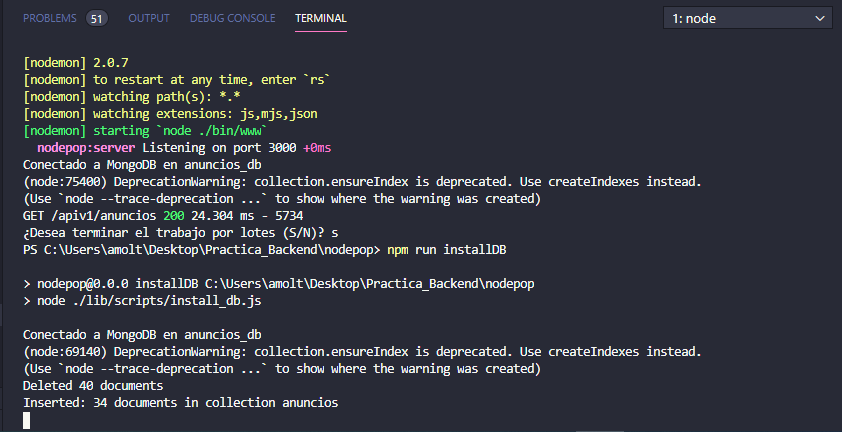 PROBLEMS 51 OUTPUT DEBUG CONSOLE TERMINAL 1: node
[nodemon] 2.0.7
[nodemon] to restart at any time, enter `rs`
[nodemon] watching path(s): *.*
[nodemon] watching extensions: js,mjs,json
[nodemon] starting `node ./bin/www`
nodepop:server Listening on port 3000 +0ms
Conectado a MongoDB en anuncios_db
(node:75400) DeprecationWarning: collection.ensureIndex is deprecated. Use createIndexes instead.
(Use `node --trace-deprecation ...` to show where the warning was created)
GET /apiv1/anuncios 200 24.304 ms - 5734
¿Desea terminar el trabajo por lotes (S/N)? s
PS C:\Users\amolt\Desktop\Practica_Backend\nodepop> npm run installDB
> nodepop@0.0.0 installDB C:\Users\amolt\Desktop\Practica_Backend\nodepop
> node ./lib/scripts/install_db.js
Conectado a MongoDB en anuncios_db
(node:69140) DeprecationWarning: collection.ensureIndex is deprecated. Use createIndexes instead.
(Use `node --trace-deprecation ...` to show where the warning was created)
Deleted 40 documents
Inserted: 34 documents in collection anuncios